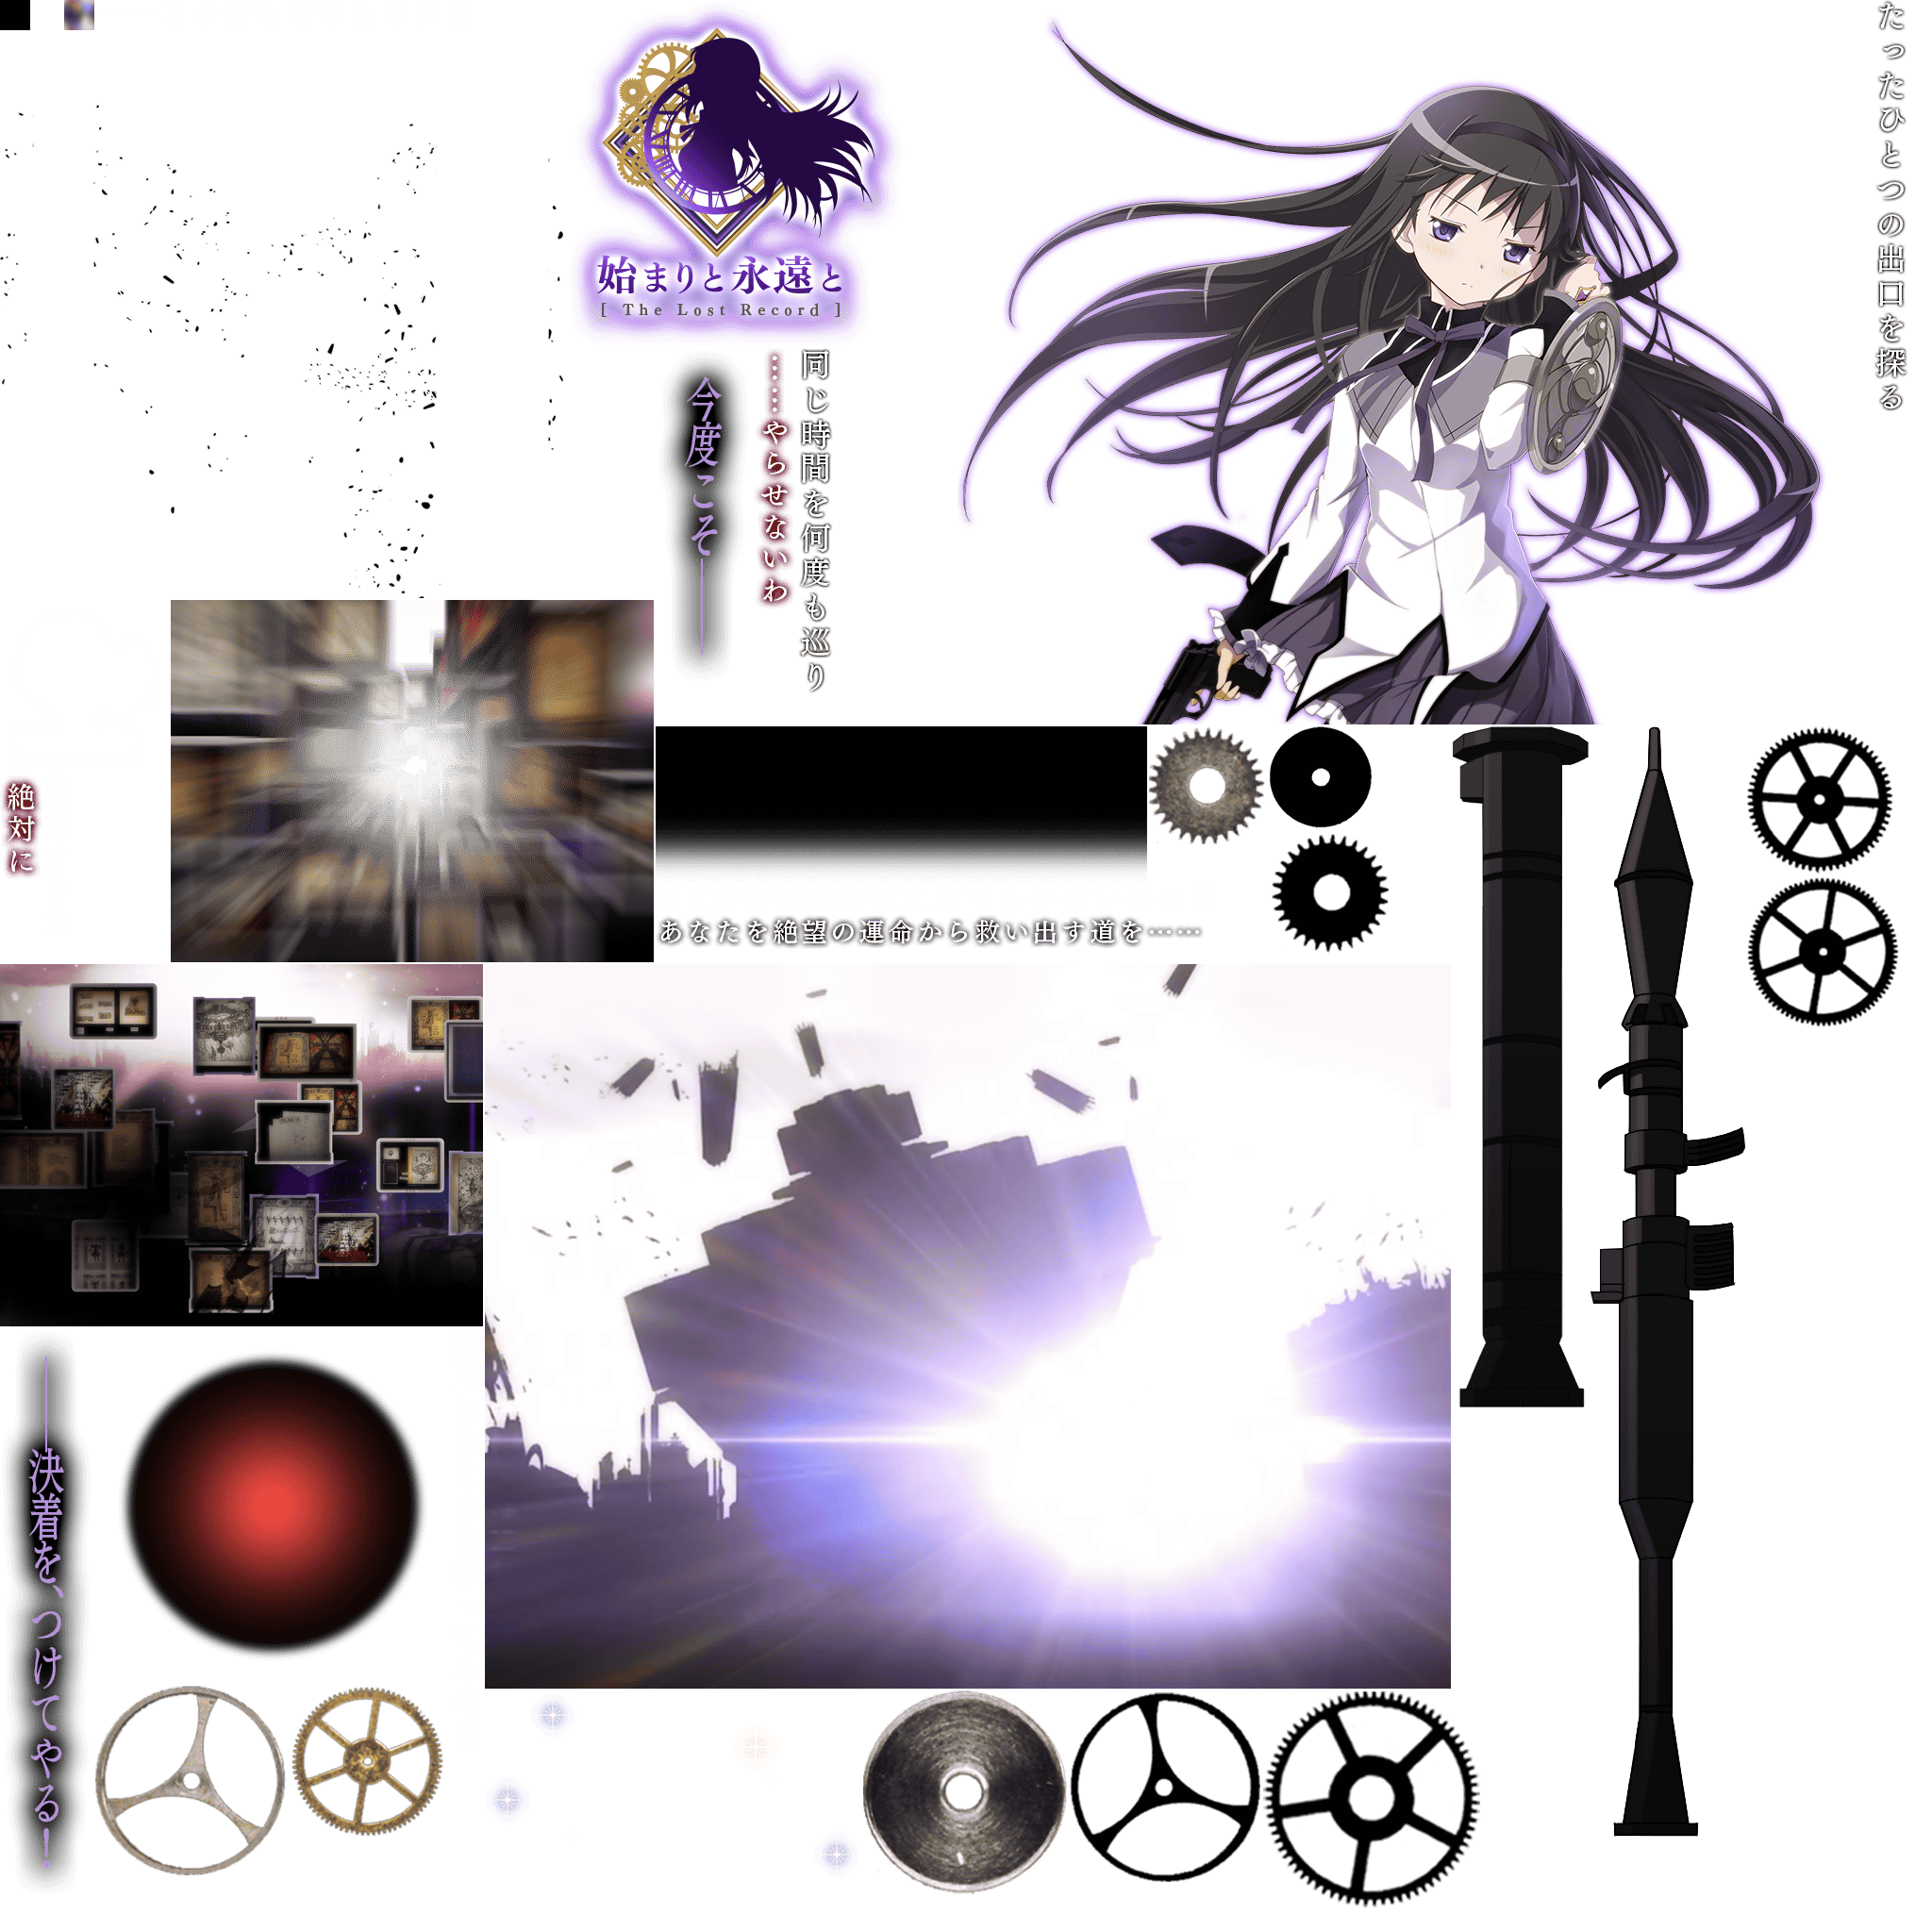 始まりと永遠と
[ The Lost Record ]
たったひとつの出口を探る
同じ時間を何度も巡り
……やらせないわ
今度こそ――
絶対に
あなたを絶望の運命から救い出す道を……
――決着を、つけてやる!